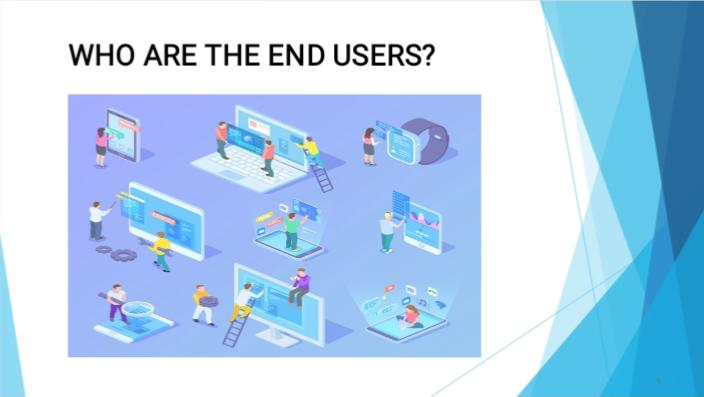 WHO ARE THE END USERS?